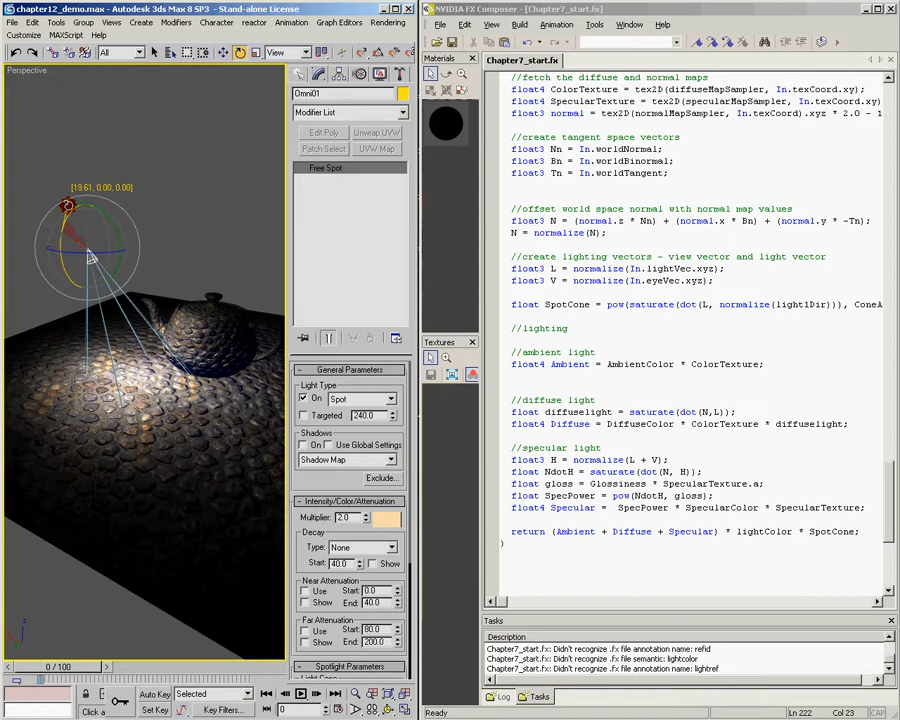 chapter12_demo.max - Autodesk 3ds Max 8 SP3 - Stand-alone License
File Edit Tools Group Views Create Modifiers Character reactor Animation Graph Editors Rendering
Customize MAXScript Help
All
View
Perspective
[19.61, 0.00, 0.00]
Omni01
Modifier List
Edit Poly Unwrap UVW
Patch Select UVW Map
Free Spot
General Parameters
Light Type
On Spot
Targeted 240.0
Shadows
On Use Global Settings
Shadow Map
Exclude...
Intensity/Color/Attenuation
Multiplier: 2.0
Decay
Type: None
Start: 40.0 Show
Near Attenuation
Use Start: 0.0
Show End: 40.0
Far Attenuation
Use Start: 80.0
Show End: 200.0
Spotlight Parameters
0 / 100
Auto Key Selected
Click a Set Key Key Filters... 0
NVIDIA FX Composer - [Chapter7_start.fx]
File Edit View Animation Tools Window Help
Materials
Textures
Chapter7_start.fx
//fetch the diffuse and normal maps
float4 ColorTexture = tex2D(diffuseMapSampler, In.texCoord.xy);
float4 SpecularTexture = tex2D(specularMapSampler, In.texCoord.xy)
float3 normal = tex2D(normalMapSampler, In.texCoord).xyz * 2.0 - 1
//create tangent space vectors
float3 Nn = In.worldNormal;
float3 Bn = In.worldBinormal;
float3 Tn = In.worldTangent;
//offset world space normal with normal map values
float3 N = (normal.z * Nn) + (normal.x * Bn) + (normal.y * -Tn);
N = normalize(N);
//create lighting vectors - view vector and light vector
float3 L = normalize(In.lightVec.xyz);
float3 V = normalize(In.eyeVec.xyz);
float SpotCone = pow(saturate(dot(L, normalize(light1Dir))), ConeA
//lighting
//ambient light
float4 Ambient = AmbientColor * ColorTexture;
//diffuse light
float diffuselight = saturate(dot(N,L));
float4 Diffuse = DiffuseColor * ColorTexture * diffuselight;
//specular light
float3 H = normalize(L + V);
float NdotH = saturate(dot(N, H));
float gloss = Glossiness * SpecularTexture.a;
float SpecPower = pow(NdotH, gloss);
float4 Specular = SpecPower * SpecularColor * SpecularTexture;
return (Ambient + Diffuse + Specular) * lightColor * SpotCone;
}
Tasks
Description
Chapter7_start.fx: Didn't recognize .fx file annotation name: refid
Chapter7_start.fx: Didn't recognize .fx file semantic: lightcolor
Chapter7_start.fx: Didn't recognize .fx file annotation name: lightref
Log Tasks
Ready Ln 222 Col 23 CAP